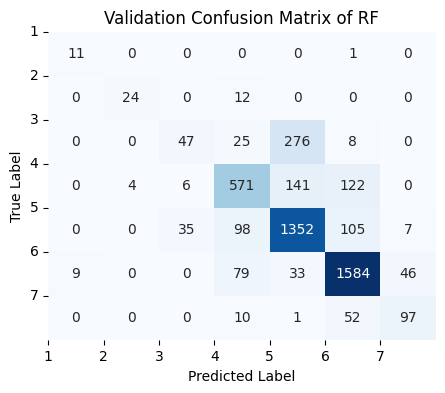 Validation Confusion Matrix of RF
1
11 0 0 0 0 1 0
2
0 24 0 12 0 0 0
3
0 0 47 25 276 8 0
4
0 4 6 571 141 122 0
5
0 0 35 98 1352 105 7
6
9 0 0 79 33 1584 46
7
0 0 0 10 1 52 97
1 2 3 4 5 6 7
True Label
Predicted Label